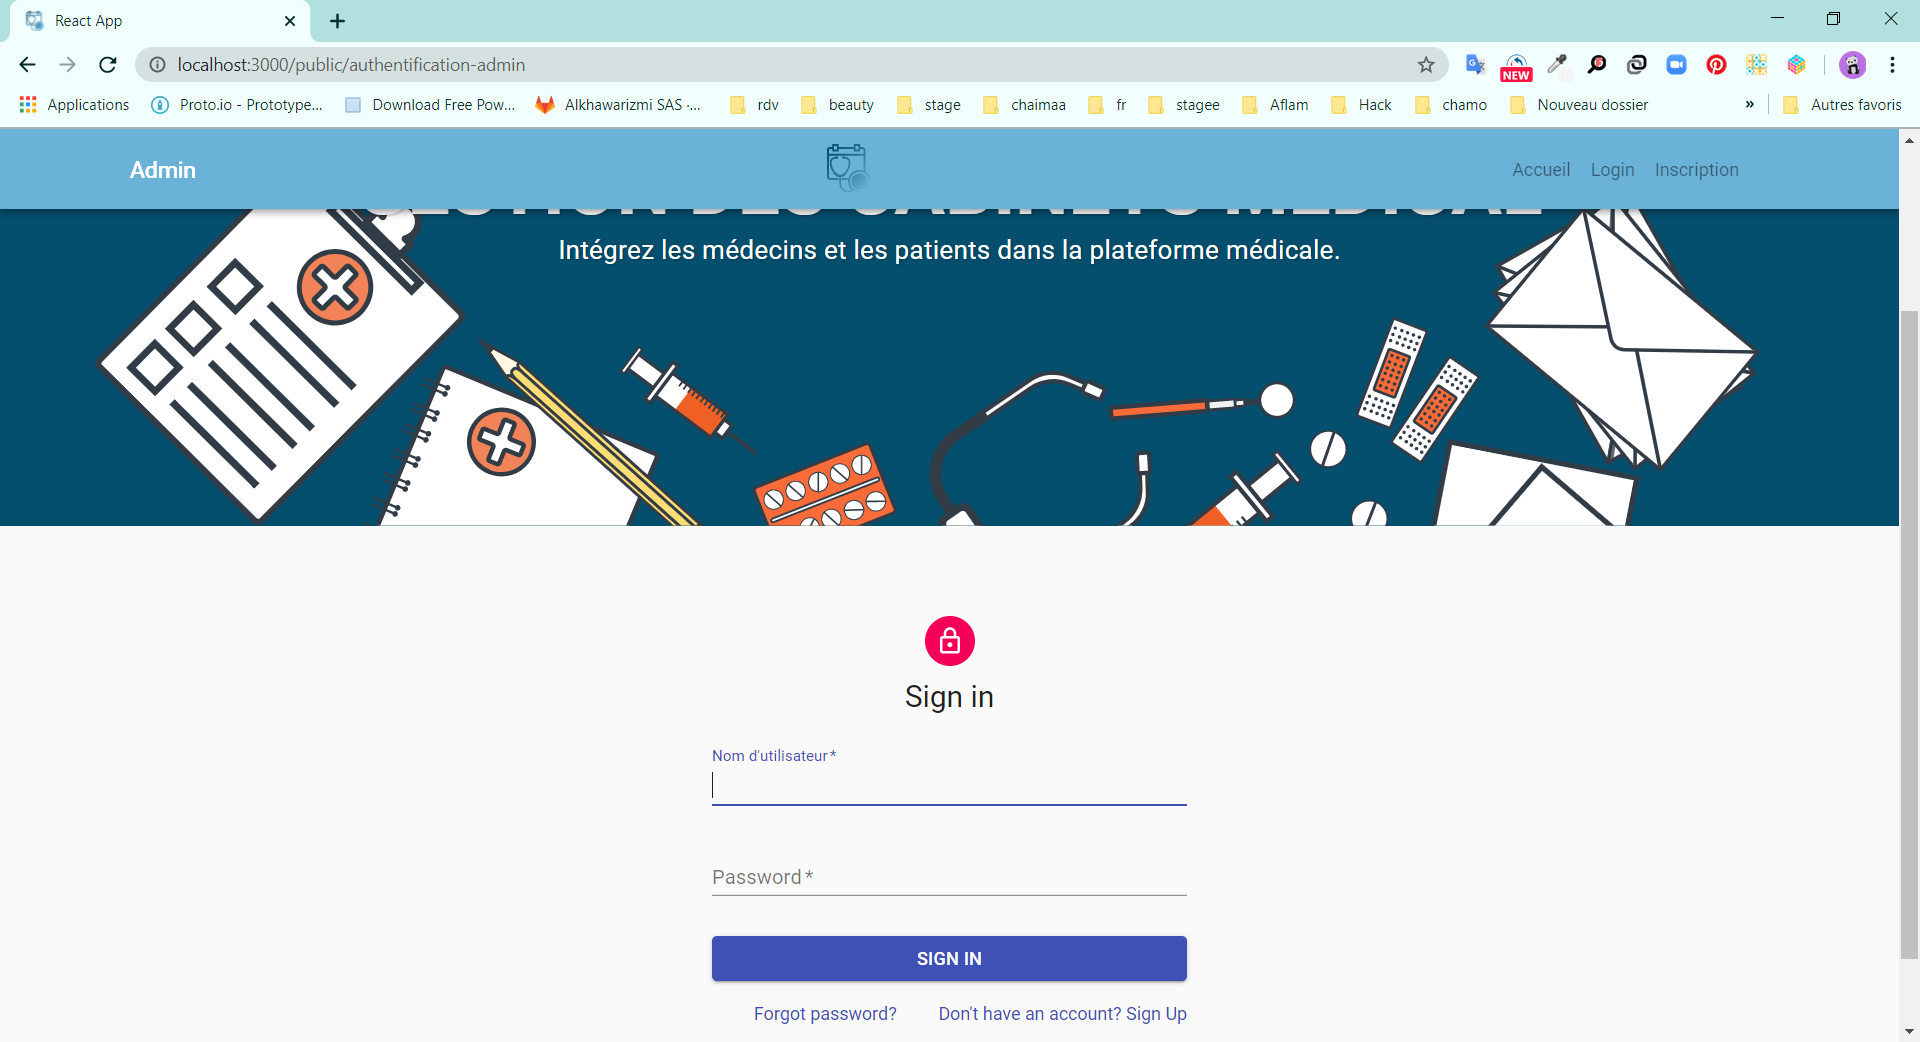 React App
localhost:3000/public/authentification-admin
NEW
Applications
Proto.io - Prototype...
Download Free Pow...
Alkhawarizmi SAS ·...
rdv
beauty
stage
chaimaa
fr
stagee
Aflam
Hack
chamo
Nouveau dossier
»
Autres favoris
Admin
Accueil
Login
Inscription
Intégrez les médecins et les patients dans la plateforme médicale.
Sign in
Nom d'utilisateur *
Password *
SIGN IN
Forgot password?
Don't have an account? Sign Up